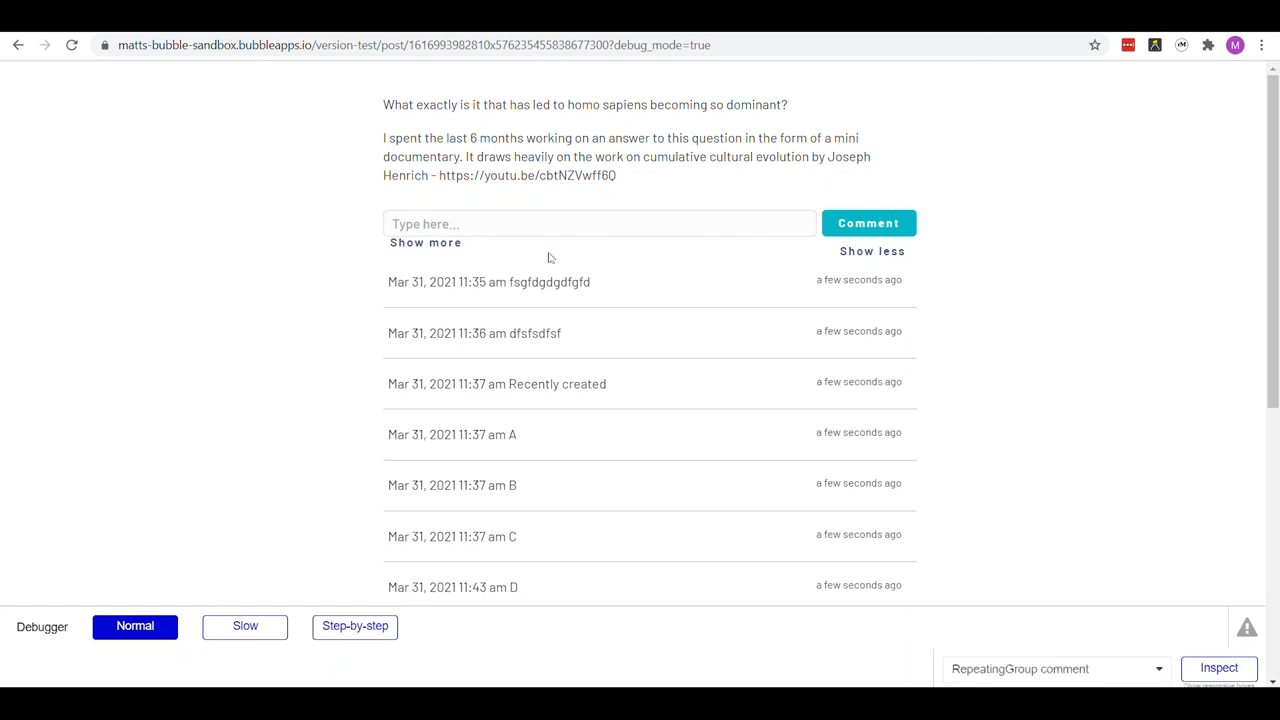 matts-bubble-sandbox.bubbleapps.io/version-test/post/1616993982810x576235455838677300?debug_mode=true
M
What exactly is it that has led to homo sapiens becoming so dominant?
I spent the last 6 months working on an answer to this question in the form of a mini
documentary. It draws heavily on the work on cumulative cultural evolution by Joseph
Henrich - https://youtu.be/cbtNZVwff6Q
Type here...
Comment
Show more
Show less
Mar 31, 2021 11:35 am fsgfdgdgdfgfd
a few seconds ago
Mar 31, 2021 11:36 am dfsfsdfsf
a few seconds ago
Mar 31, 2021 11:37 am Recently created
a few seconds ago
Mar 31, 2021 11:37 am A
a few seconds ago
Mar 31, 2021 11:37 am B
a few seconds ago
Mar 31, 2021 11:37 am C
a few seconds ago
Mar 31, 2021 11:43 am D
a few seconds ago
Debugger
Normal
Slow
Step-by-step
RepeatingGroup comment
Inspect
Show responsive boxes